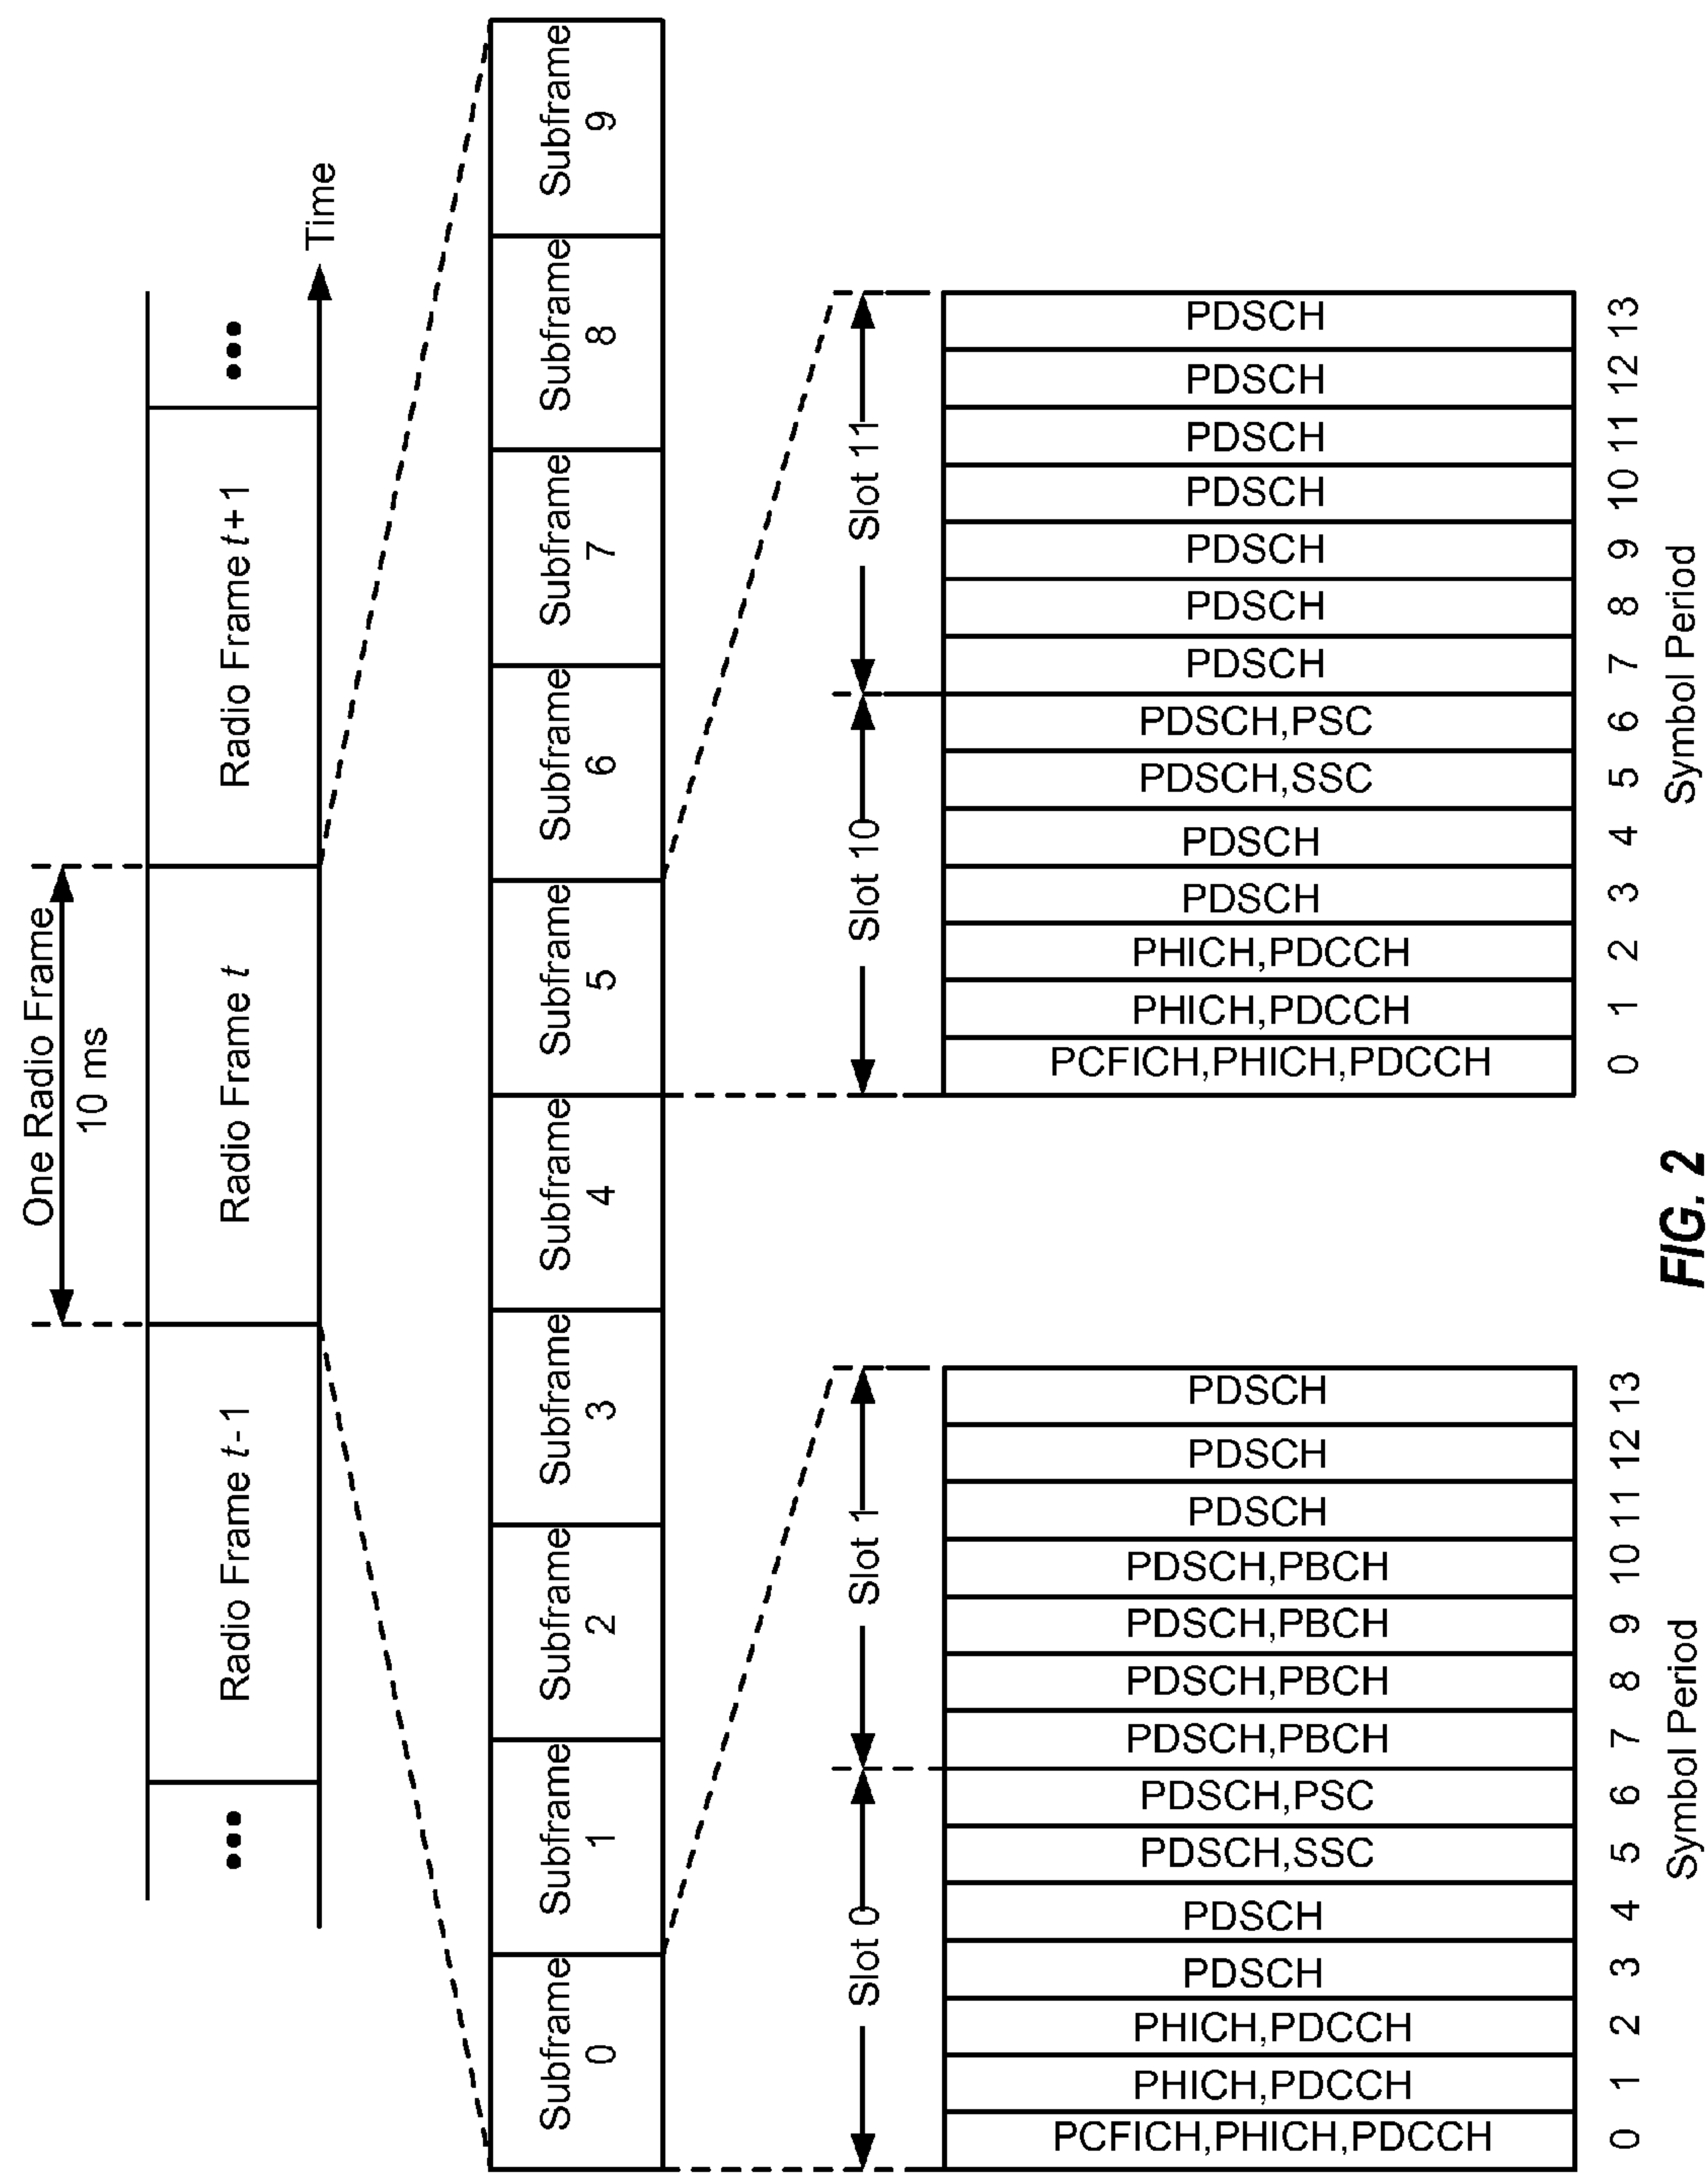 One Radio Frame
10 ms
•••
Radio Frame t-1
Radio Frame t
Radio Frame t+1
•••
Time
Subframe
0
Subframe
1
Subframe
2
Subframe
3
Subframe
4
Subframe
5
Subframe
6
Subframe
7
Subframe
8
Subframe
9
Slot 0
Slot 1
PCFICH,PHICH,PDCCH
PHICH,PDCCH
PHICH,PDCCH
PDSCH
PDSCH
PDSCH,SSC
PDSCH,PSC
PDSCH,PBCH
PDSCH,PBCH
PDSCH,PBCH
PDSCH,PBCH
PDSCH
PDSCH
PDSCH
0 1 2 3 4 5 6 7 8 9 10 11 12 13
Symbol Period
Slot 10
Slot 11
PCFICH,PHICH,PDCCH
PHICH,PDCCH
PHICH,PDCCH
PDSCH
PDSCH
PDSCH,SSC
PDSCH,PSC
PDSCH
PDSCH
PDSCH
PDSCH
PDSCH
PDSCH
PDSCH
0 1 2 3 4 5 6 7 8 9 10 11 12 13
Symbol Period
FIG. 2